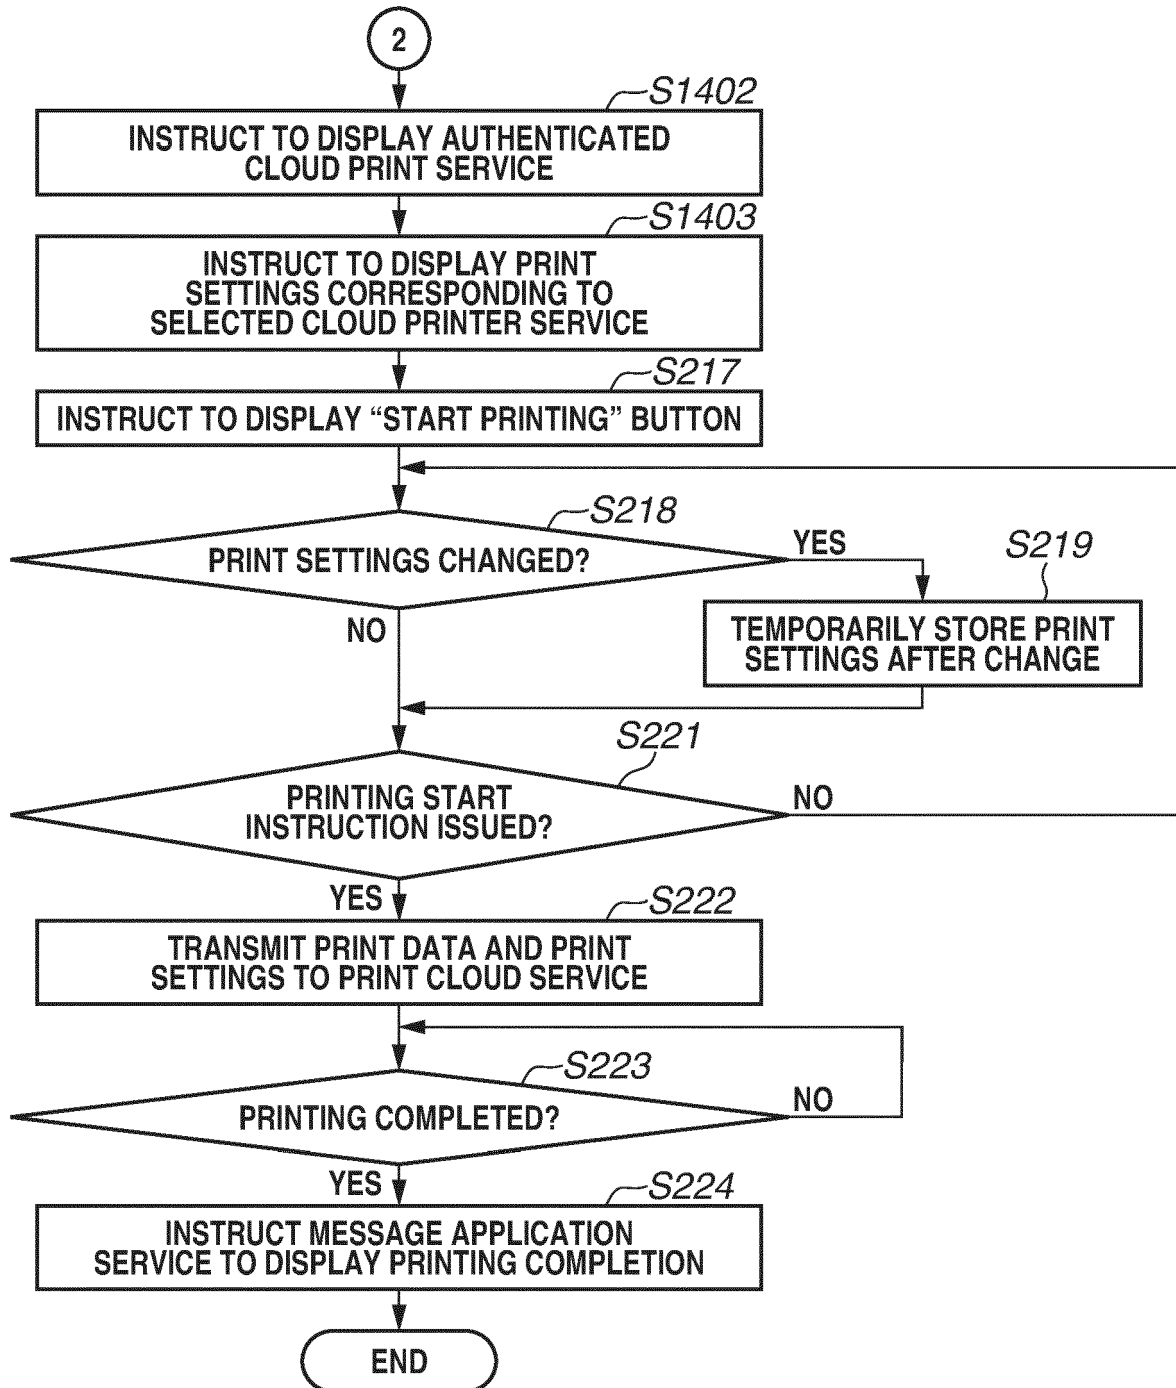 2
S1402
INSTRUCT TO DISPLAY AUTHENTICATED
CLOUD PRINT SERVICE
S1403
INSTRUCT TO DISPLAY PRINT
SETTINGS CORRESPONDING TO
SELECTED CLOUD PRINTER SERVICE
S217
INSTRUCT TO DISPLAY “START PRINTING” BUTTON
S218
PRINT SETTINGS CHANGED?
YES
S219
NO
TEMPORARILY STORE PRINT
SETTINGS AFTER CHANGE
S221
PRINTING START
INSTRUCTION ISSUED?
NO
YES
S222
TRANSMIT PRINT DATA AND PRINT
SETTINGS TO PRINT CLOUD SERVICE
S223
PRINTING COMPLETED?
NO
YES
S224
INSTRUCT MESSAGE APPLICATION
SERVICE TO DISPLAY PRINTING COMPLETION
END